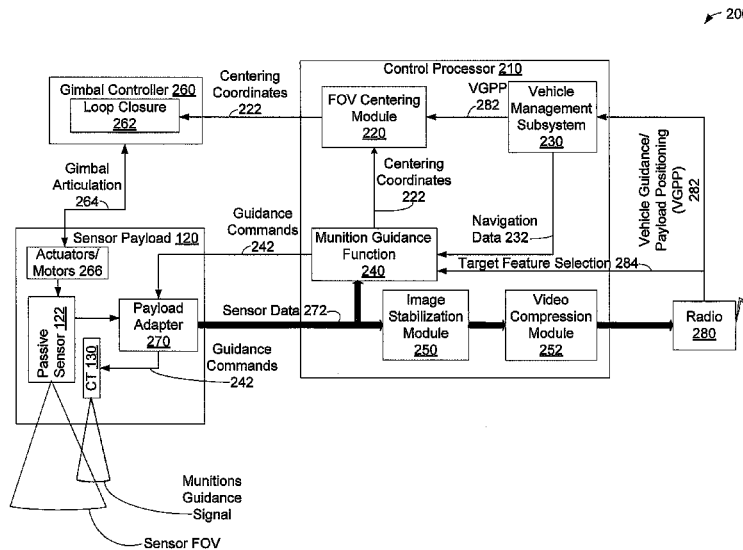 200
Control Processor 210
Gimbal Controller 260
Loop Closure
262
Centering
Coordinates
222
FOV Centering
Module
220
VGPP
282
Vehicle
Management
Subsystem
230
Gimbal
Articulation
264
Centering
Coordinates
222
Vehicle Guidance/
Payload Positioning
(VGPP)
282
Guidance
Commands
242
Navigation
Data 232
Sensor Payload 120
Actuators/
Motors 266
Munition Guidance
Function
240
Target Feature Selection 284
Passive
Sensor 122
Payload
Adapter
270
Sensor Data 272
Image
Stabilization
Module
250
Video
Compression
Module
252
Radio
280
CT 130
Guidance
Commands
242
Munitions
Guidance
Signal
Sensor FOV